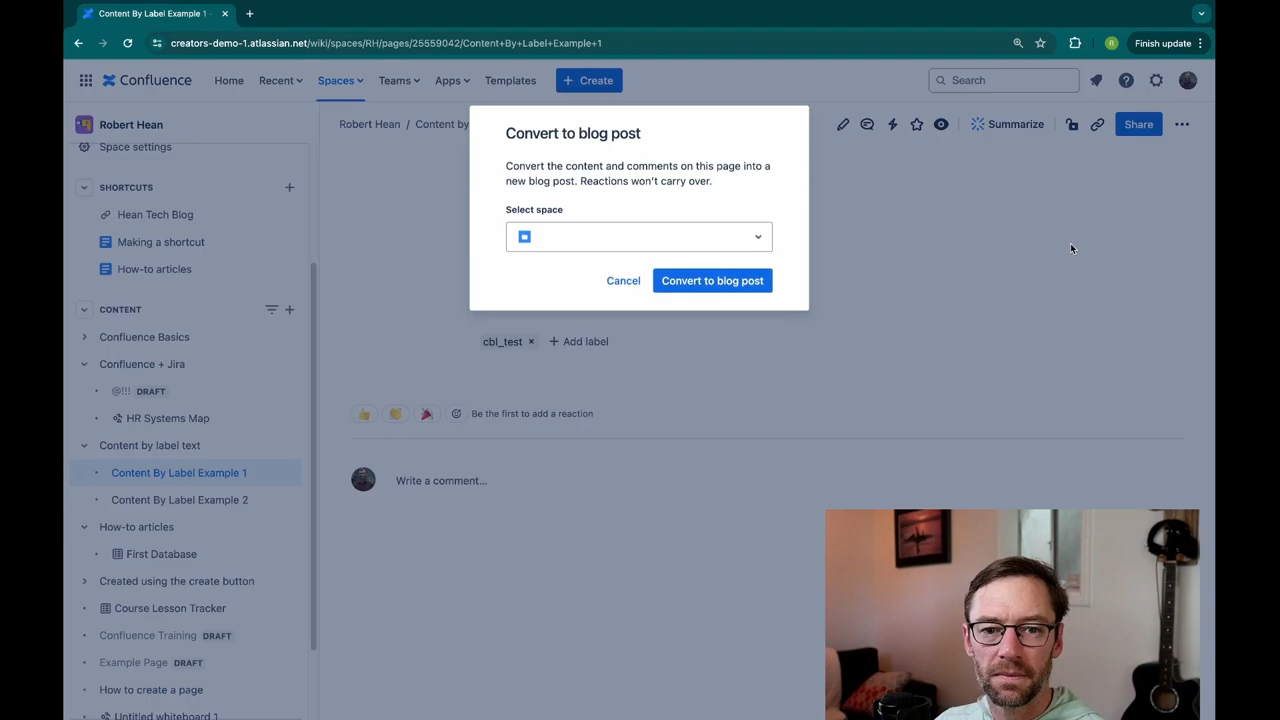 Content By Label Example 1
creators-demo-1.atlassian.net/wiki/spaces/RH/pages/25559042/Content+By+Label+Example+1
R
Finish update
Confluence
Home
Recent
Spaces
Teams
Apps
Templates
+ Create
Search
Robert Hean
Space settings
SHORTCUTS
Hean Tech Blog
Making a shortcut
How-to articles
CONTENT
Confluence Basics
Confluence + Jira
@!!! DRAFT
HR Systems Map
Content by label text
Content By Label Example 1
Content By Label Example 2
How-to articles
First Database
Created using the create button
Course Lesson Tracker
Confluence Training DRAFT
Example Page DRAFT
How to create a page
Untitled whiteboard 1
Robert Hean / Content by
Summarize
Share
Convert to blog post
Convert the content and comments on this page into a
new blog post. Reactions won't carry over.
Select space
Cancel
Convert to blog post
cbl_test ×
+ Add label
Be the first to add a reaction
Write a comment...